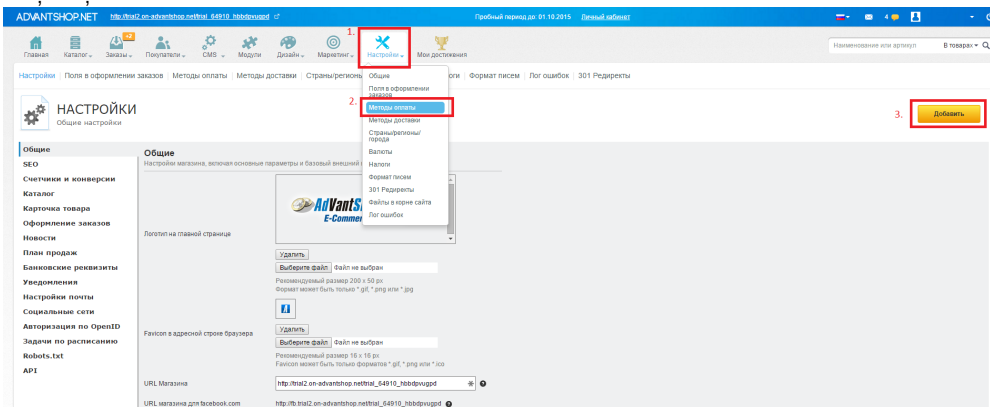 ADVANTSHOP.NET http://trial2.on-advantshop.net/trial_64910_hbbdpvugpd Пробный период до: 01.10.2015 Личный кабинет 4
+2
1.
Главная Каталог Заказы Покупатели CMS Модули Дизайн Маркетинг Настройки Мои достижения Наименование или артикул В товарах
Настройки Поля в оформлении заказов Методы оплаты Методы доставки Страны/регионы Формат писем Лог ошибок 301 Редиректы
Общие
Поля в оформлении заказов
2. Методы оплаты
Методы доставки
Страны/регионы/города
Валюты
Налоги
Формат писем
301 Редиректы
Файлы в корне сайта
Лог ошибок
НАСТРОЙКИ
Общие настройки
3. Добавить
Общие
SEO
Счетчики и конверсии
Каталог
Карточка товара
Оформление заказов
Новости
План продаж
Банковские реквизиты
Уведомления
Настройки почты
Социальные сети
Авторизация по OpenID
Задачи по расписанию
Robots.txt
API
Общие
Настройки магазина, включая основные параметры и базовый внешний
Логотип на главной странице
AdVantS
E-Commer
Удалить
Выберите файл Файл не выбран
Рекомендуемый размер 200 x 50 px
Формат может быть только *.gif, *.png или *.jpg
Favicon в адресной строке браузера
Удалить
Выберите файл Файл не выбран
Рекомендуемый размер 16 x 16 px
Favicon может быть только форматов *.gif, *.png или *.ico
URL Магазина http://trial2.on-advantshop.net/trial_64910_hbbdpvugpd
URL магазина для facebook.com http://fb.trial2.on-advantshop.net/trial_64910_hbbdpvugpd